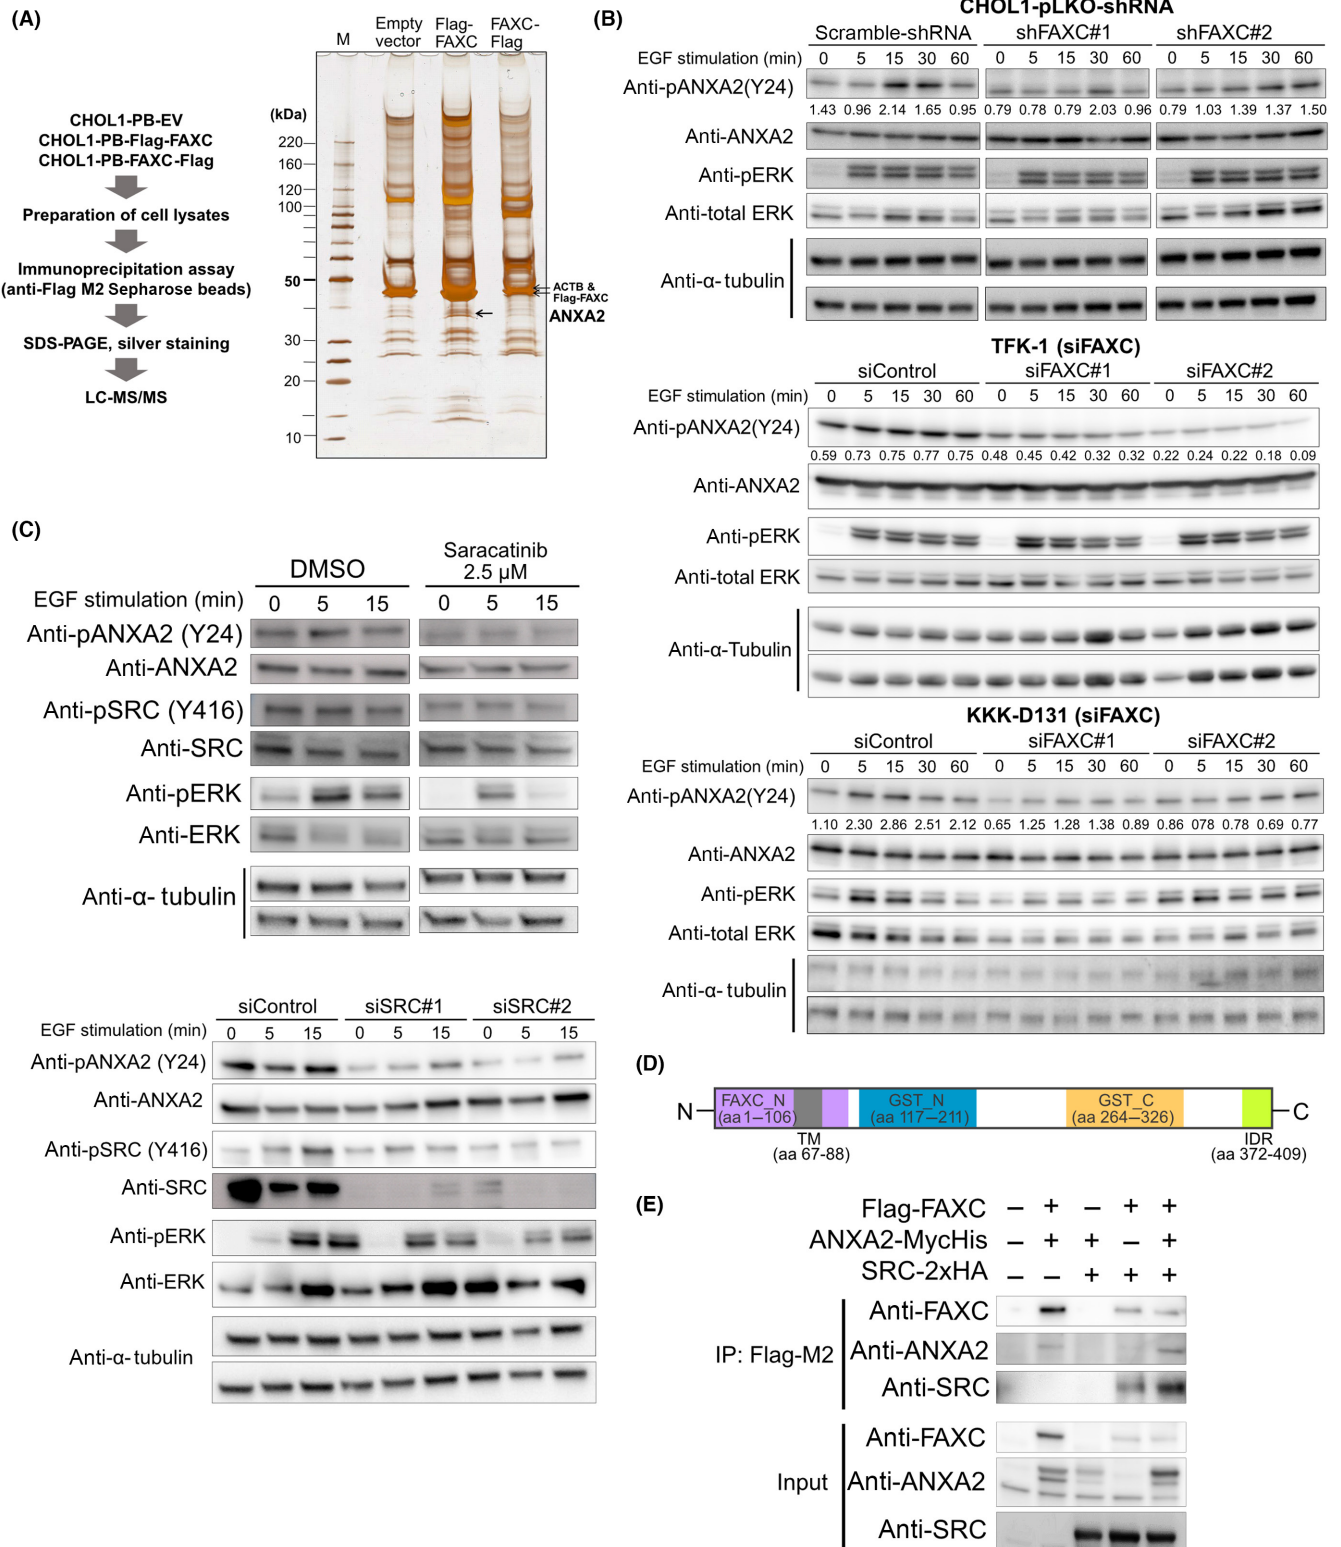 (A)
M
Empty vector
Flag-FAXC
FAXC-Flag
(kDa)
220
160
120
100
50
30
20
10
ACTB &
Flag-FAXC
ANXA2
CHOL1-PB-EV
CHOL1-PB-Flag-FAXC
CHOL1-PB-FAXC-Flag
Preparation of cell lysates
Immunoprecipitation assay
(anti-Flag M2 Sepharose beads)
SDS-PAGE, silver staining
LC-MS/MS
(B)
CHOL1-pLKO-shRNA
Scramble-shRNA shFAXC#1 shFAXC#2
EGF stimulation (min) 0 5 15 30 60 0 5 15 30 60 0 5 15 30 60
Anti-pANXA2(Y24)
1.43 0.96 2.14 1.65 0.95 0.79 0.78 0.79 2.03 0.96 0.79 1.03 1.39 1.37 1.50
Anti-ANXA2
Anti-pERK
Anti-total ERK
Anti-α- tubulin
TFK-1 (siFAXC)
siControl siFAXC#1 siFAXC#2
EGF stimulation (min) 0 5 15 30 60 0 5 15 30 60 0 5 15 30 60
Anti-pANXA2(Y24)
0.59 0.73 0.75 0.77 0.75 0.48 0.45 0.42 0.32 0.32 0.22 0.24 0.22 0.18 0.09
Anti-ANXA2
Anti-pERK
Anti-total ERK
Anti-α-Tubulin
KKK-D131 (siFAXC)
siControl siFAXC#1 siFAXC#2
EGF stimulation (min) 0 5 15 30 60 0 5 15 30 60 0 5 15 30 60
Anti-pANXA2(Y24)
1.10 2.30 2.86 2.51 2.12 0.65 1.25 1.28 1.38 0.89 0.86 078 0.78 0.69 0.77
Anti-ANXA2
Anti-pERK
Anti-total ERK
Anti-α- tubulin
(C)
DMSO
Saracatinib
2.5 µM
EGF stimulation (min) 0 5 15 0 5 15
Anti-pANXA2 (Y24)
Anti-ANXA2
Anti-pSRC (Y416)
Anti-SRC
Anti-pERK
Anti-ERK
Anti-α- tubulin
siControl siSRC#1 siSRC#2
EGF stimulation (min) 0 5 15 0 5 15 0 5 15
Anti-pANXA2 (Y24)
Anti-ANXA2
Anti-pSRC (Y416)
Anti-SRC
Anti-pERK
Anti-ERK
Anti-α- tubulin
(D)
N
FAXC_N
(aa 1–106)
GST_N
(aa 117–211)
GST_C
(aa 264–326)
C
TM
(aa 67-88)
IDR
(aa 372-409)
(E)
Flag-FAXC – + – + +
ANXA2-MycHis – + + – +
SRC-2xHA – – + + +
IP: Flag-M2
Anti-FAXC
Anti-ANXA2
Anti-SRC
Input
Anti-FAXC
Anti-ANXA2
Anti-SRC